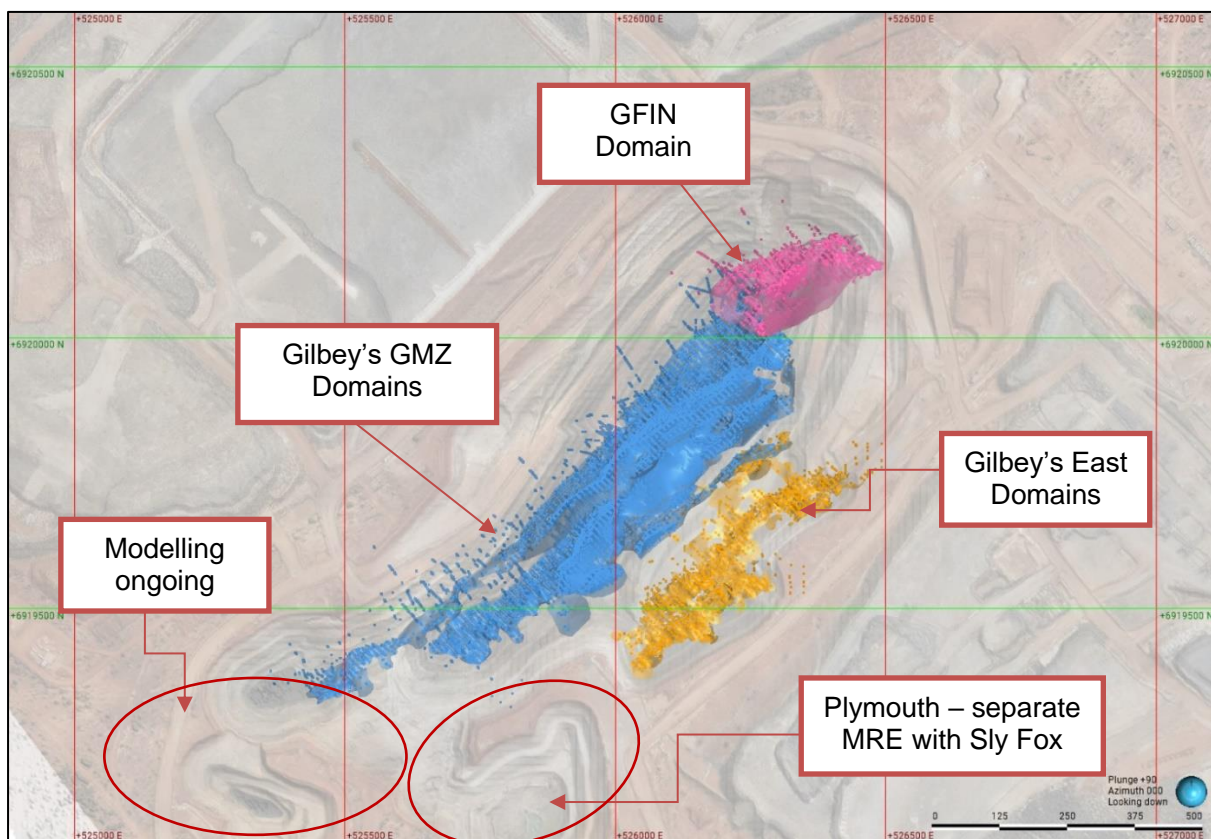 +525000 E
+525500 E
+526000 E
+526500 E
+527000 E
+6920500 N
+6920500 N
GFIN
Domain
+6920000 N
+6920000 N
Gilbey's GMZ
Domains
Gilbey's East
Domains
Modelling
ongoing
+6919500 N
+6919500 N
Plymouth – separate
MRE with Sly Fox
Plunge +90
Azimuth 000
Looking down
0 125 250 375 500
+525000 E
+525500 E
+526000 E
+526500 E
+527000 E